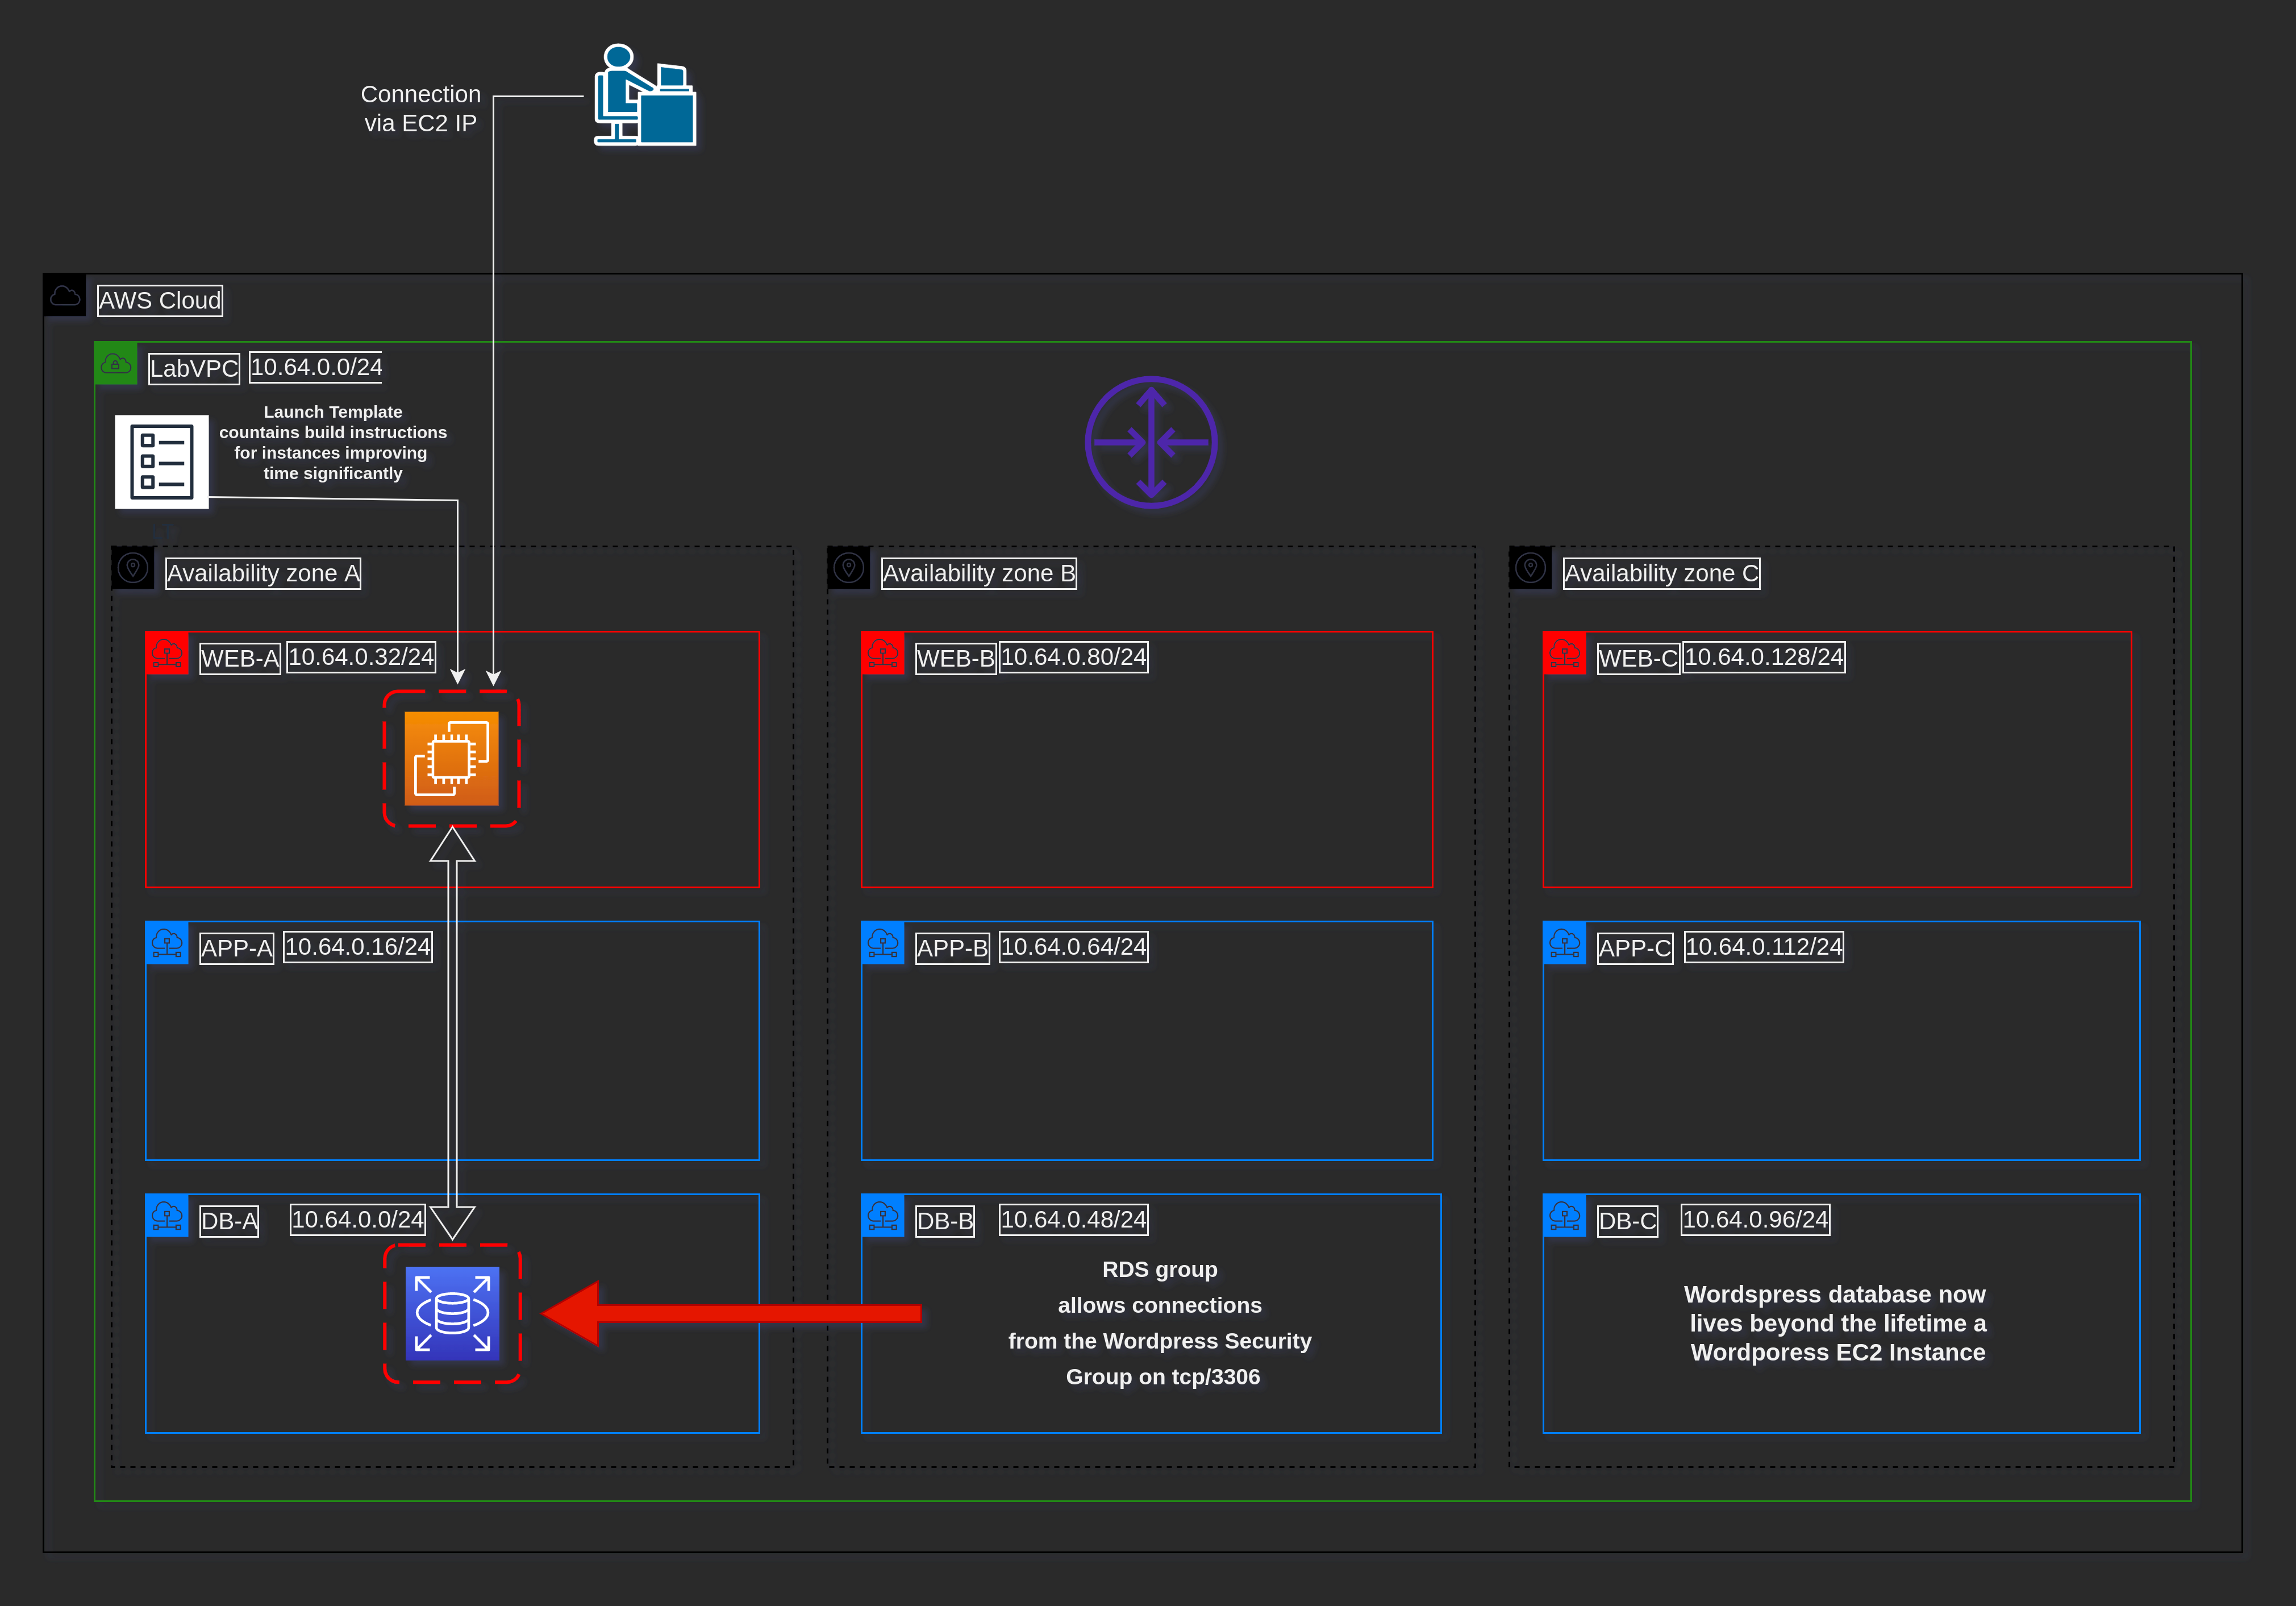 Connection
via EC2 IP
AWS Cloud
LabVPC
10.64.0.0/24
Launch Template
countains build instructions
for instances improving
time significantly
Availability zone A
Availability zone B
Availability zone C
WEB-A
10.64.0.32/24
WEB-B
10.64.0.80/24
WEB-C
10.64.0.128/24
APP-A
10.64.0.16/24
APP-B
10.64.0.64/24
APP-C
10.64.0.112/24
DB-A
10.64.0.0/24
DB-B
10.64.0.48/24
DB-C
10.64.0.96/24
RDS group
allows connections
from the Wordpress Security
Group on tcp/3306
Wordspress database now
lives beyond the lifetime a
Wordporess EC2 Instance